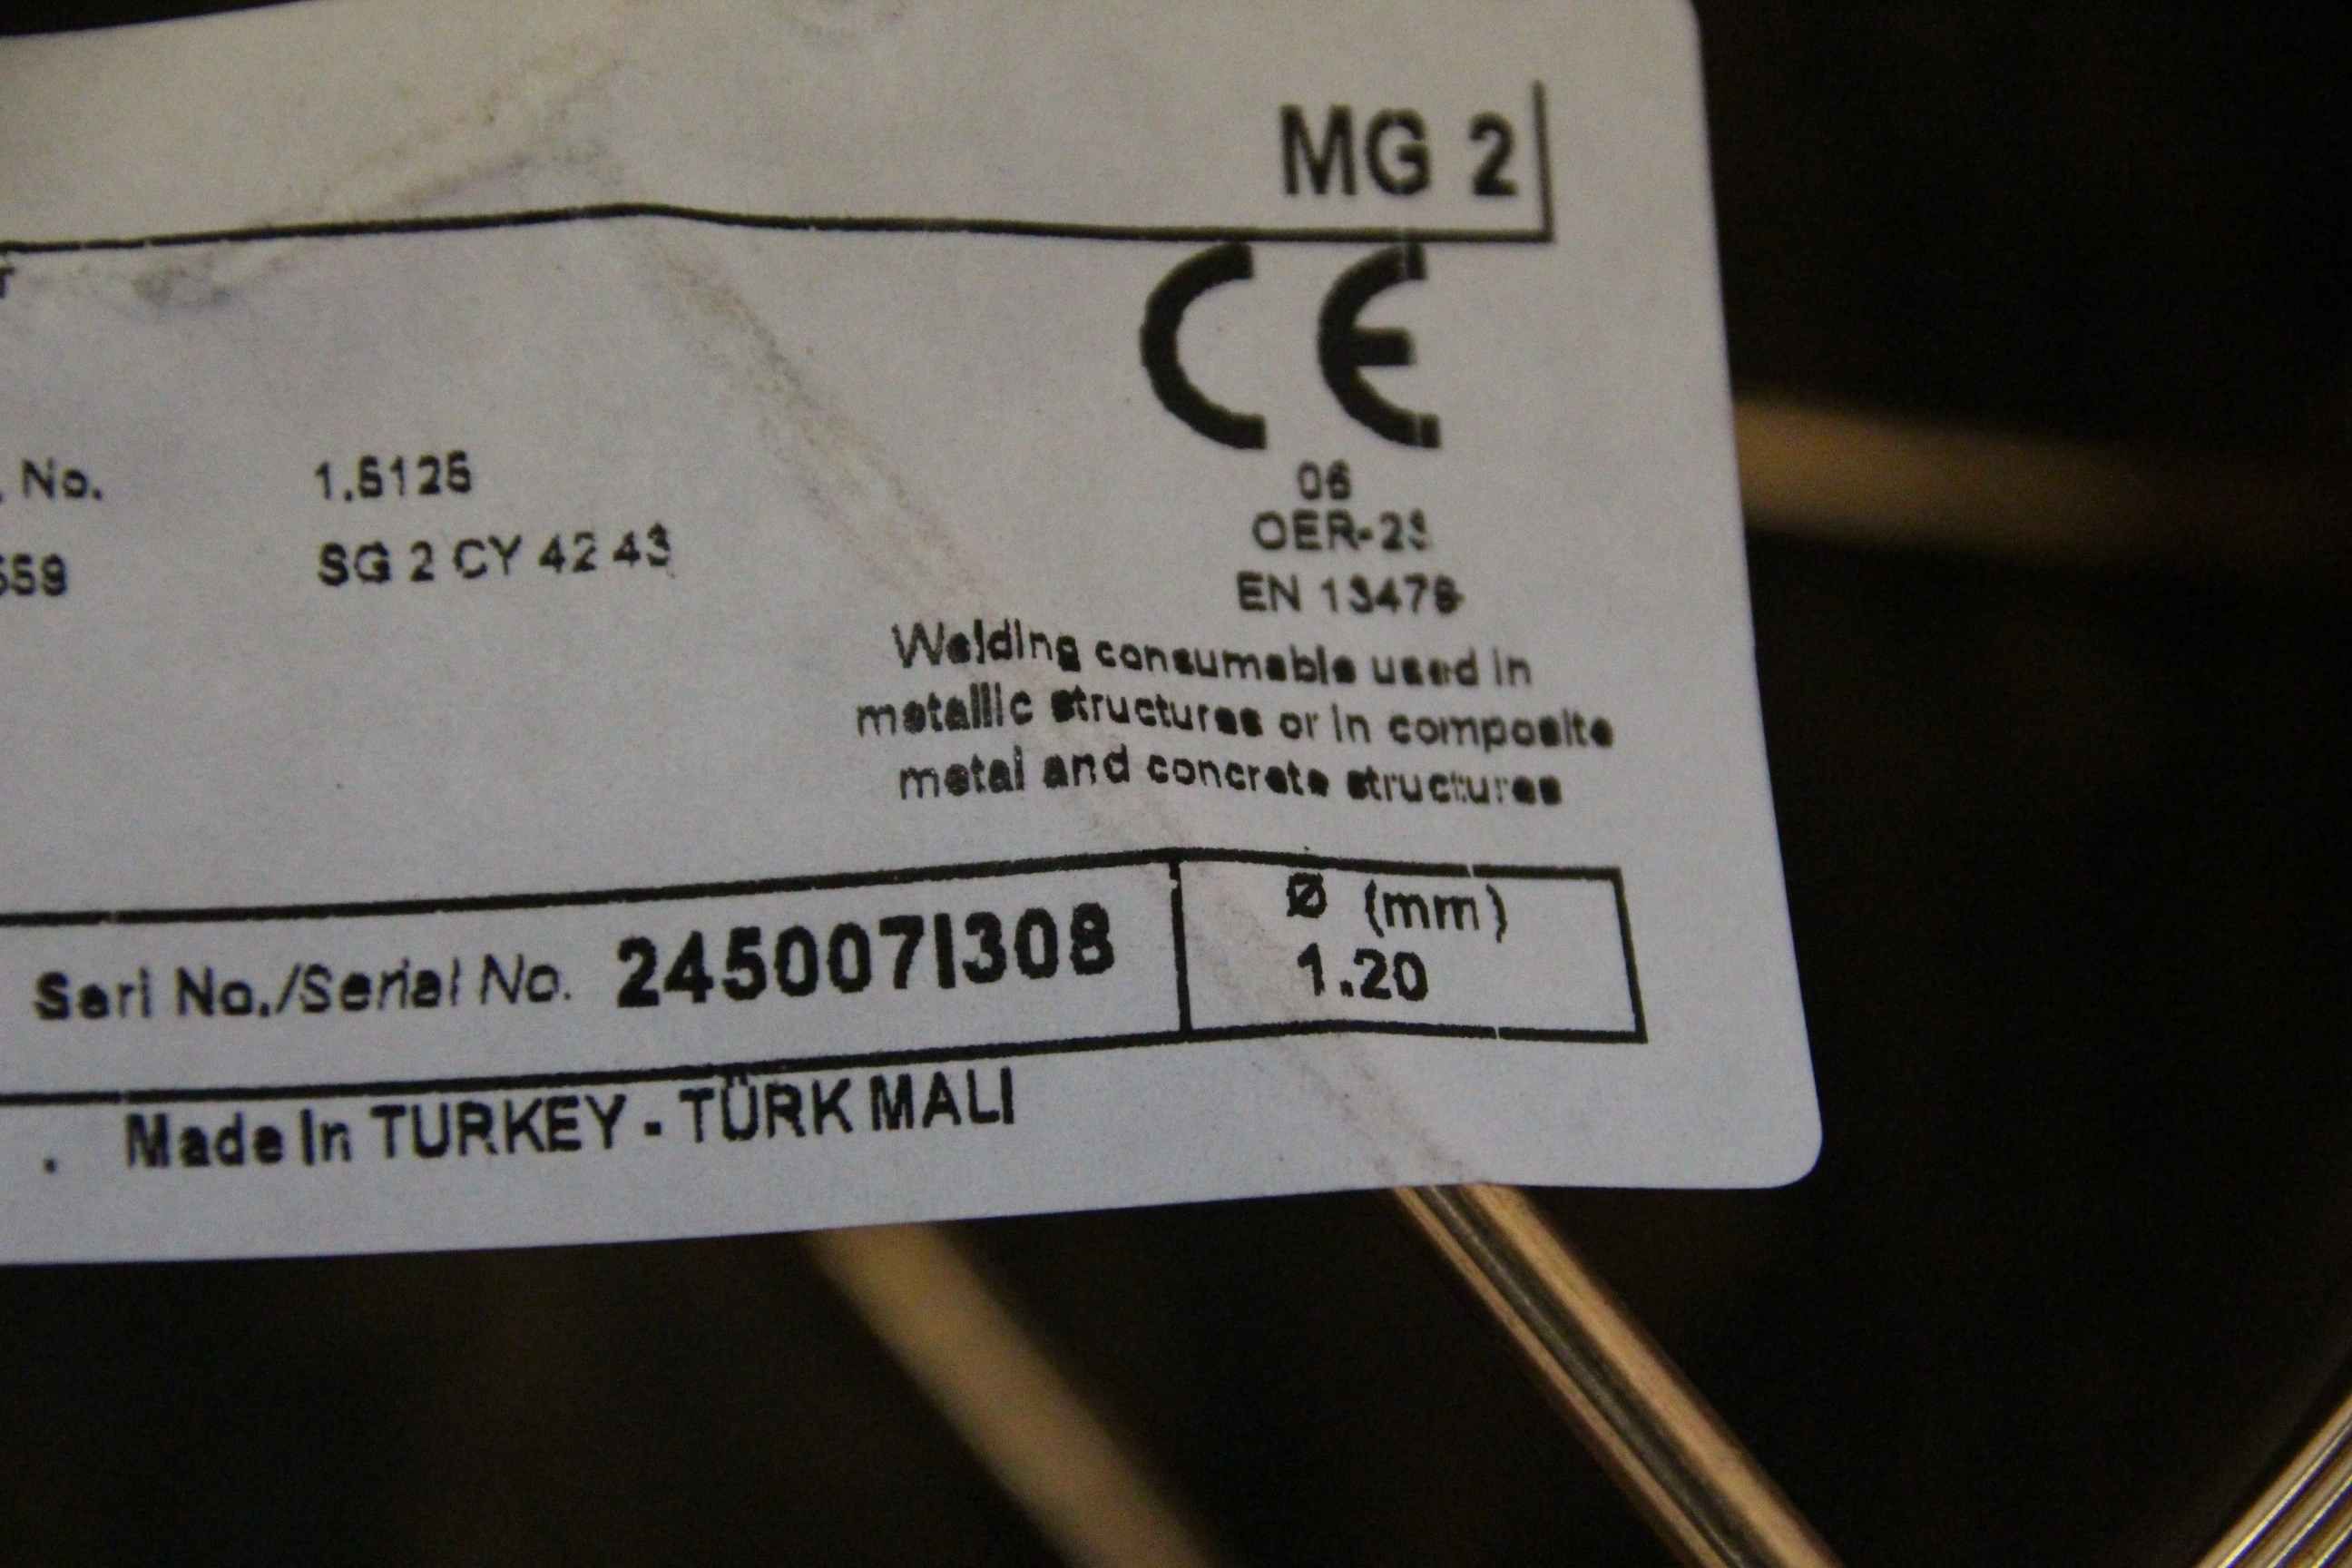 MG 2
CE
No. 1.5125
559 SG 2 CY 42 43
06
OER-23
EN 13479
Welding consumable used in
metallic structures or in composite
metal and concrete structures
Seri No./Serial No. 2450071308
Ø (mm)
1.20
. Made In TURKEY - TÜRK MALI